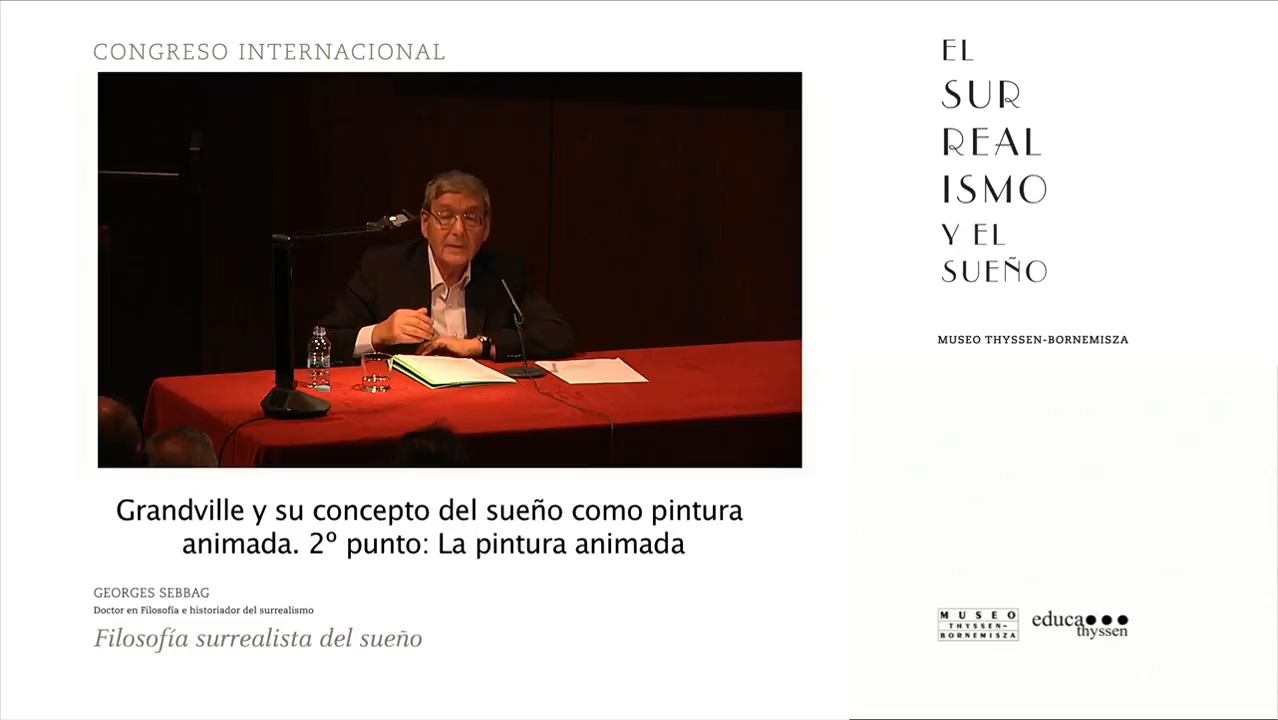 CONGRESO INTERNACIONAL
Grandville y su concepto del sueño como pintura
animada. 2º punto: La pintura animada
GEORGES SEBBAG
Doctor en Filosofía e historiador del surrealismo
Filosofía surrealista del sueño
EL
SUR
REAL
ISMO
Y EL
SUEÑO
MUSEO THYSSEN-BORNEMISZA
MUSEO
THYSSEN-
BORNEMISZA
educa
thyssen